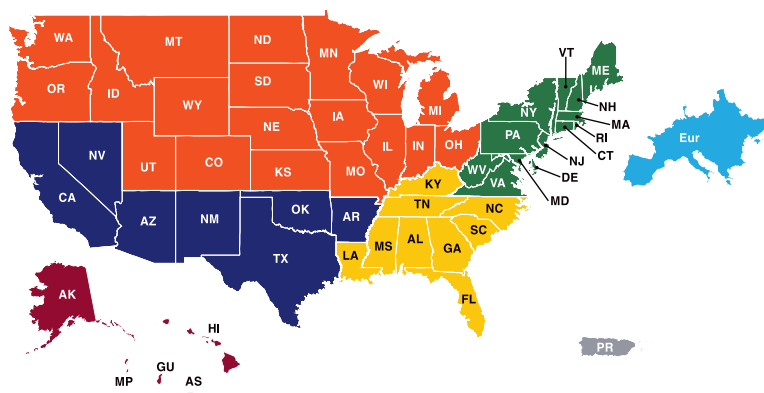 WA
MT
ND
MN
VT
ME
OR
ID
SD
WI
MI
NY
NH
WY
IA
MA
NE
PA
RI
Eur
NV
UT
CO
IL
IN
OH
CT
KS
MO
WV
NJ
CA
KY
VA
DE
MD
AZ
NM
OK
AR
TN
NC
TX
LA
MS
AL
GA
SC
AK
FL
HI
PR
GU
MP
AS